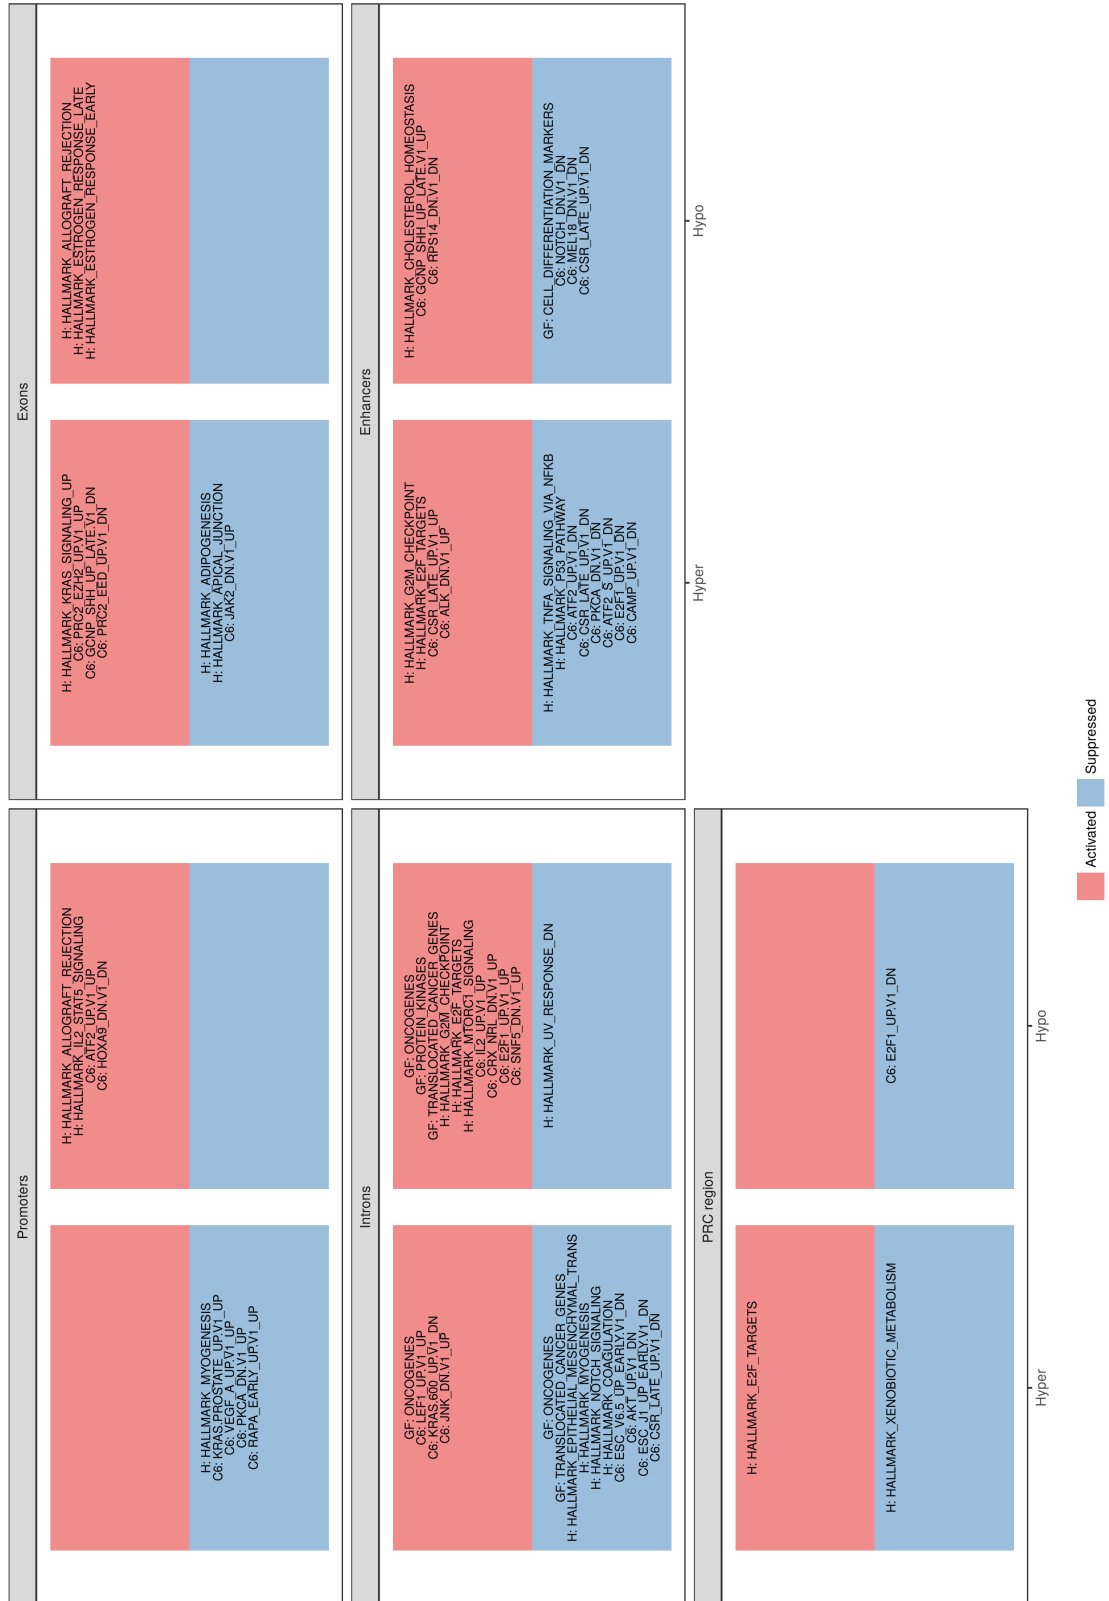 Promoters
H: HALLMARK_ALLOGRAFT_REJECTION
H: HALLMARK_IL2_STAT5_SIGNALING
C6: ATF2_UP.V1_UP
C6: HOXA9_DN.V1_DN
H: HALLMARK_MYOGENESIS
C6: KRAS.PROSTATE_UP.V1_UP
C6: VEGF_A_UP.V1_UP
C6: PKCA_DN.V1_UP
C6: RAPA_EARLY_UP.V1_UP
Exons
H: HALLMARK_KRAS_SIGNALING_UP
C6: PRC2_EZH2_UP.V1_UP
C6: GCNP_SHH_UP_LATE.V1_DN
C6: PRC2_EED_UP.V1_DN
H: HALLMARK_ALLOGRAFT_REJECTION
H: HALLMARK_ESTROGEN_RESPONSE_LATE
H: HALLMARK_ESTROGEN_RESPONSE_EARLY
H: HALLMARK_ADIPOGENESIS
H: HALLMARK_APICAL_JUNCTION
C6: JAK2_DN.V1_UP
Introns
GF: ONCOGENES
C6: LEF1_UP.V1_UP
C6: KRAS.600_UP.V1_DN
C6: JNK_DN.V1_UP
GF: ONCOGENES
GF: PROTEIN_KINASES
GF: TRANSLOCATED_CANCER_GENES
H: HALLMARK_G2M_CHECKPOINT
H: HALLMARK_E2F_TARGETS
H: HALLMARK_MTORC1_SIGNALING
C6: IL2_UP.V1_UP
C6: CRX_NRL_DN.V1_UP
C6: E2F1_UP.V1_UP
C6: SNF5_DN.V1_UP
GF: ONCOGENES
GF: TRANSLOCATED_CANCER_GENES
H: HALLMARK_EPITHELIAL_MESENCHYMAL_TRANS
H: HALLMARK_MYOGENESIS
H: HALLMARK_NOTCH_SIGNALING
H: HALLMARK_COAGULATION
C6: ESC_V6.5_UP_EARLY.V1_DN
C6: AKT_UP.V1_DN
C6: ESC_J1_UP_EARLY.V1_DN
C6: CSR_LATE_UP.V1_DN
H: HALLMARK_UV_RESPONSE_DN
Enhancers
H: HALLMARK_G2M_CHECKPOINT
H: HALLMARK_E2F_TARGETS
C6: CSR_LATE_UP.V1_UP
C6: ALK_DN.V1_UP
H: HALLMARK_CHOLESTEROL_HOMEOSTASIS
C6: GCNP_SHH_UP_LATE.V1_UP
C6: RPS14_DN.V1_DN
H: HALLMARK_TNFA_SIGNALING_VIA_NFKB
H: HALLMARK_P53_PATHWAY
C6: ATF2_UP.V1_DN
C6: CSR_LATE_UP.V1_DN
C6: PKCA_DN.V1_DN
C6: ATF2_S_UP.V1_DN
C6: E2F1_UP.V1_DN
C6: CAMP_UP.V1_DN
GF: CELL_DIFFERENTIATION_MARKERS
C6: NOTCH_DN.V1_DN
C6: MEL18_DN.V1_DN
C6: CSR_LATE_UP.V1_DN
Hyper
Hypo
PRC region
H: HALLMARK_E2F_TARGETS
H: HALLMARK_XENOBIOTIC_METABOLISM
C6: E2F1_UP.V1_DN
Hyper
Hypo
Activated
Suppressed